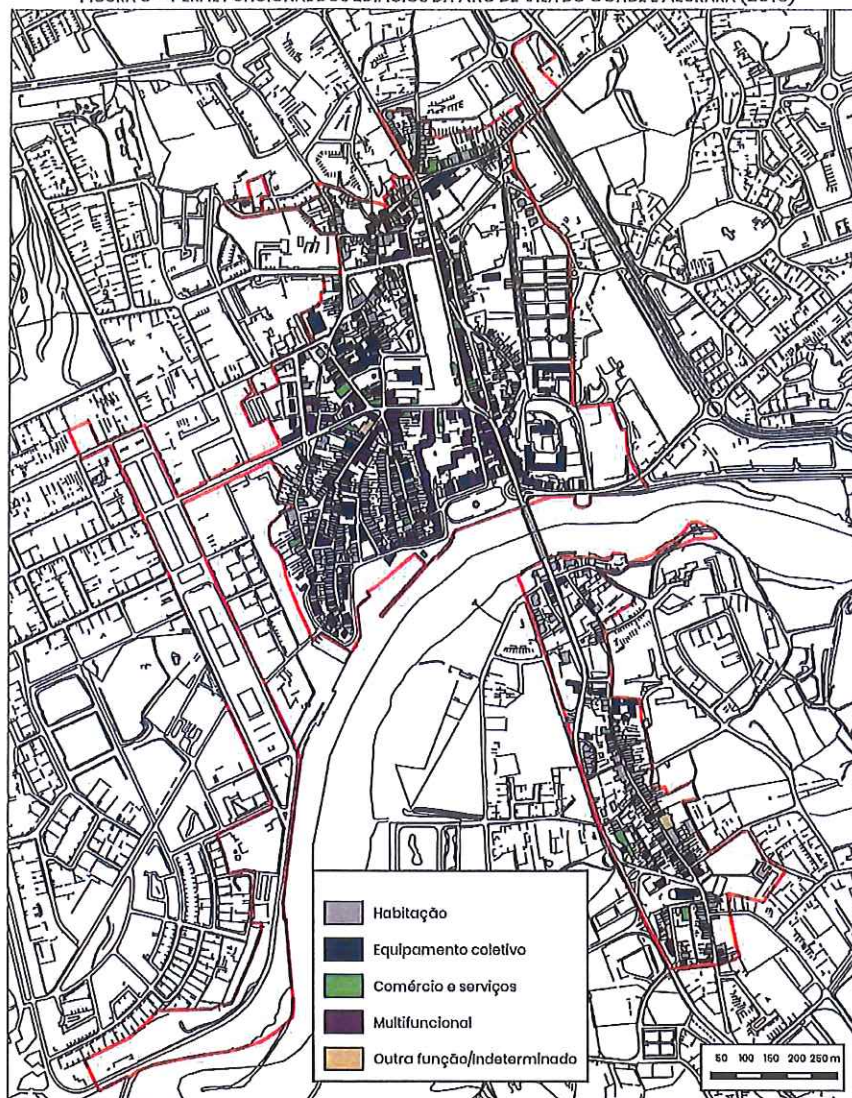 Habitação
Equipamento coletivo
Comércio e serviços
Multifuncional
Outra função/indeterminado
50 100 150 200 250 m